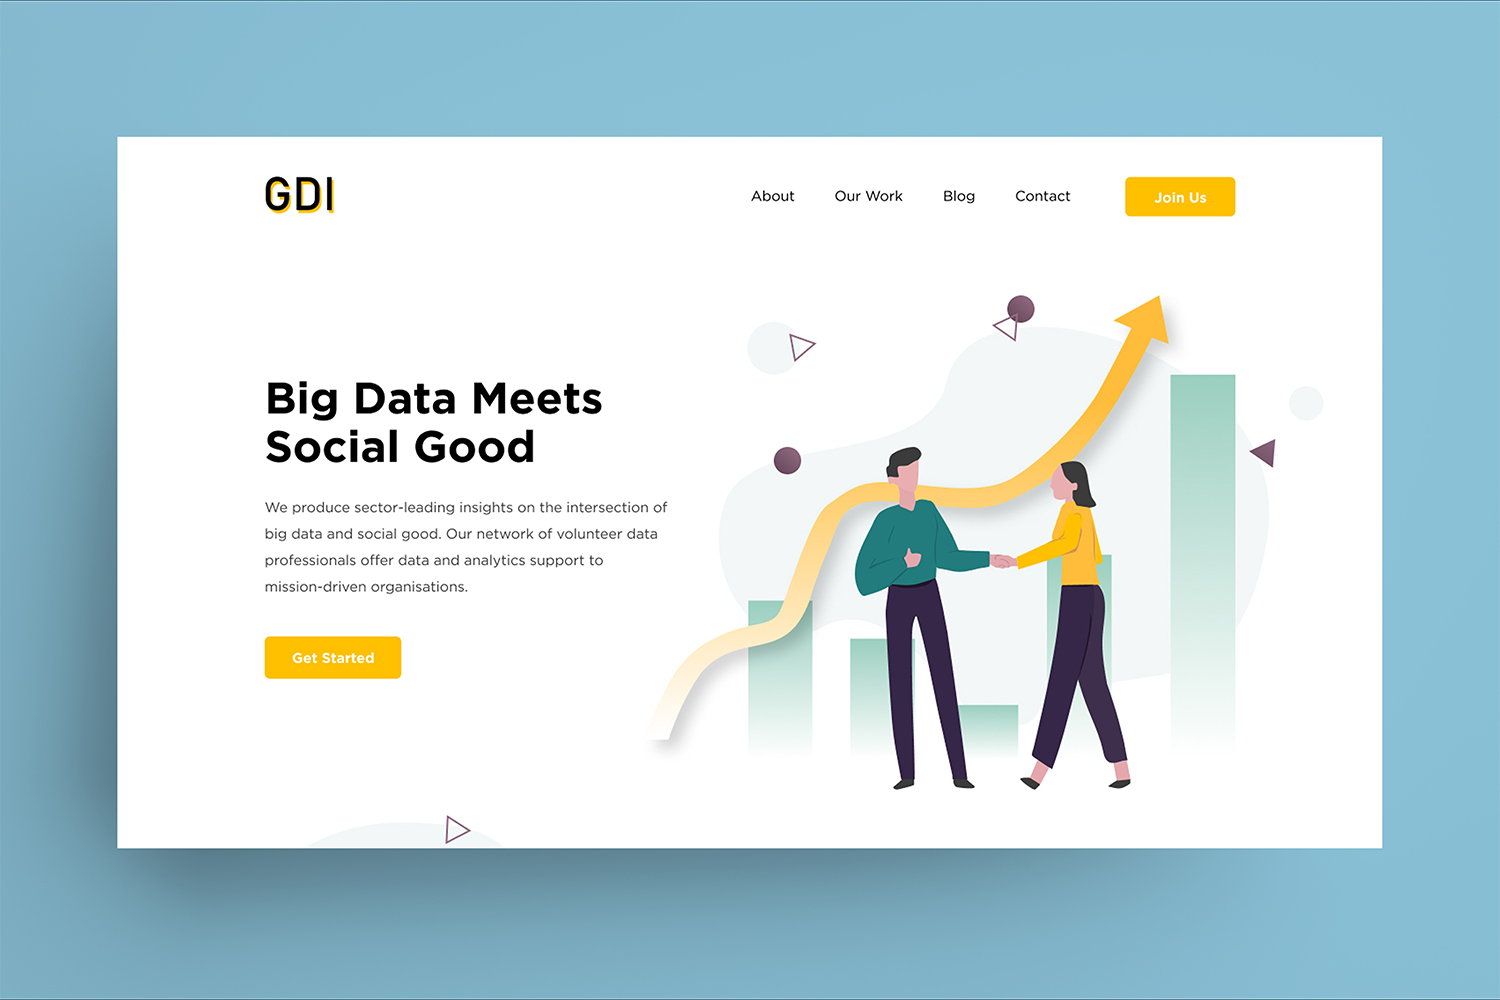 GDI
About Our Work Blog Contact Join Us
Big Data Meets
Social Good
We produce sector-leading insights on the intersection of
big data and social good. Our network of volunteer data
professionals offer data and analytics support to
mission-driven organisations.
Get Started